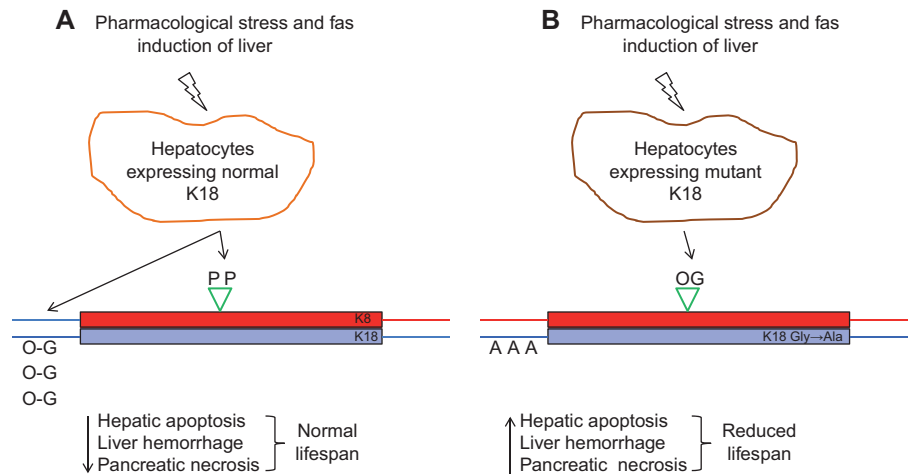 A Pharmacological stress and fas
induction of liver
Hepatocytes
expressing normal
K18
P P
K8
K18
O-G
O-G
O-G
Hepatic apoptosis
Liver hemorrhage
Pancreatic necrosis
Normal
lifespan
B Pharmacological stress and fas
induction of liver
Hepatocytes
expressing mutant
K18
OG
K18 Gly→Ala
A A A
Hepatic apoptosis
Liver hemorrhage
Pancreatic necrosis
Reduced
lifespan